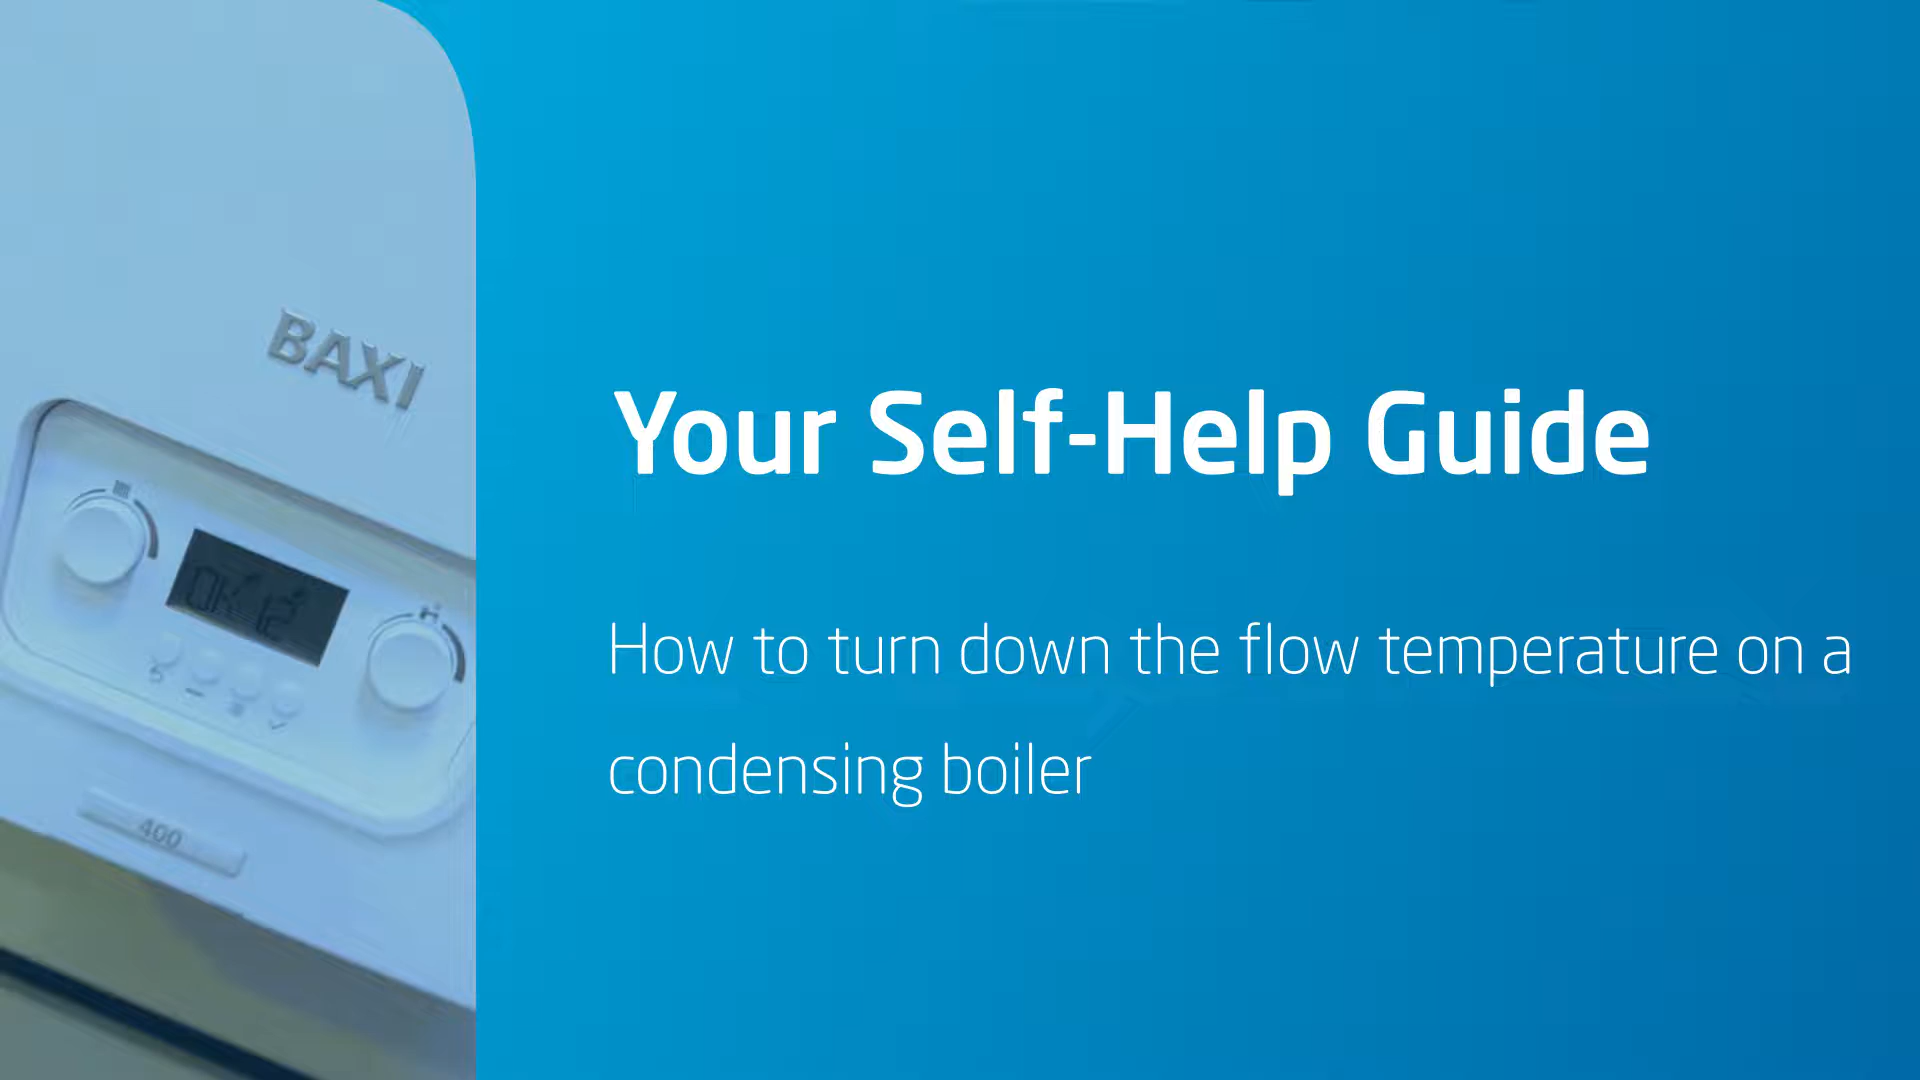 BAXI
Your Self-Help Guide
How to turn down the flow temperature on a
condensing boiler
400